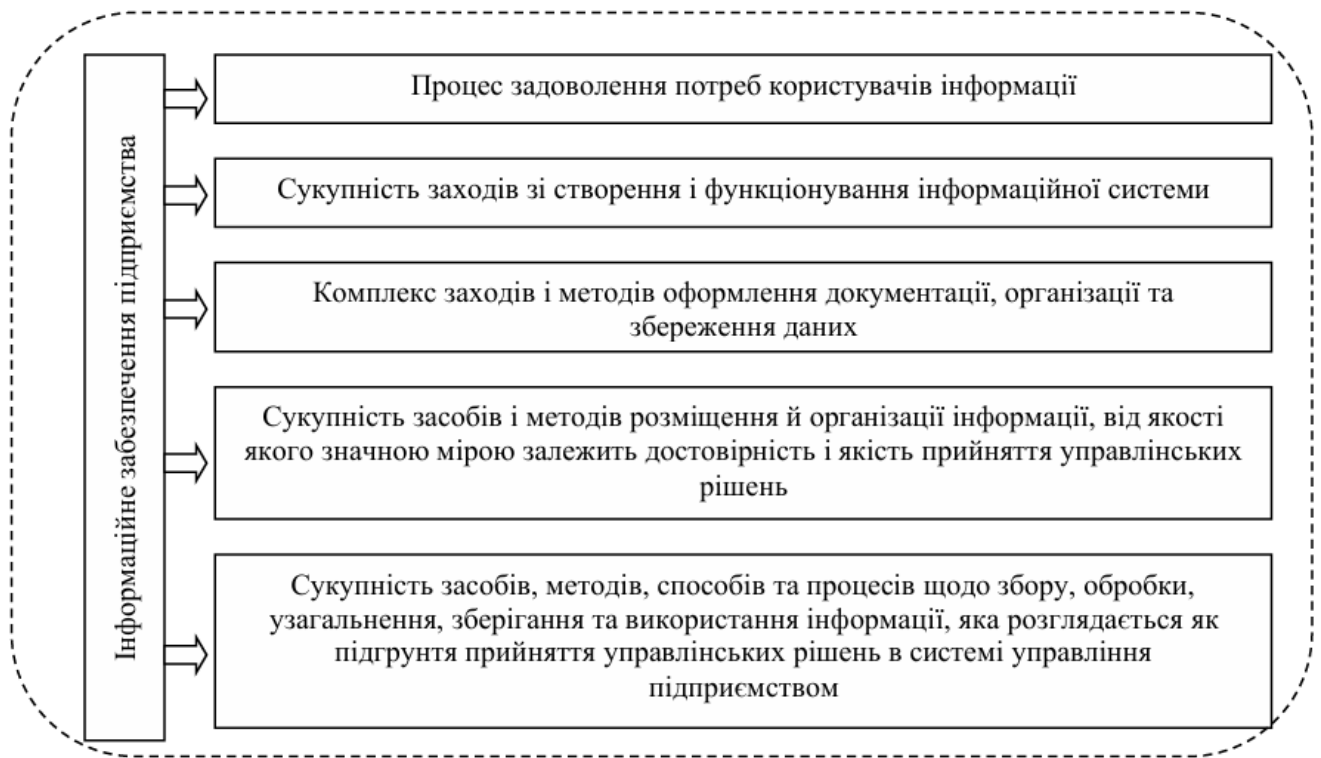 Інформаційне забезпечення підприємства
Процес задоволення потреб користувачів інформації
Сукупність заходів зі створення і функціонування інформаційної системи
Комплекс заходів і методів оформлення документації, організації та
збереження даних
Сукупність засобів і методів розміщення й організації інформації, від якості
якого значною мірою залежить достовірність і якість прийняття управлінських
рішень
Сукупність засобів, методів, способів та процесів щодо збору, обробки,
узагальнення, зберігання та використання інформації, яка розглядається як
підгрунтя прийняття управлінських рішень в системі управління
підприємством